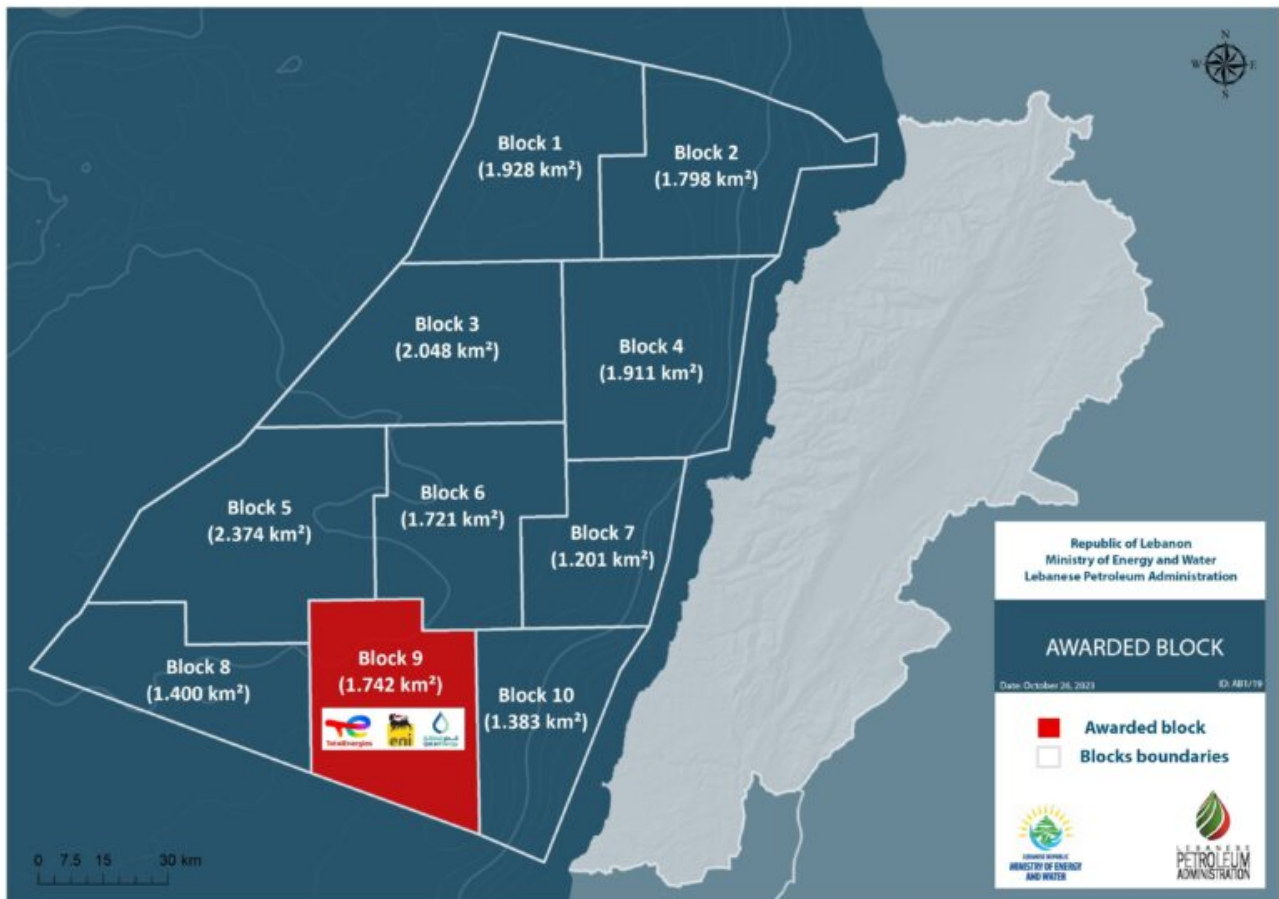 N
W E
S
Block 1
(1.928 km²)
Block 2
(1.798 km²)
Block 3
(2.048 km²)
Block 4
(1.911 km²)
Block 5
(2.374 km²)
Block 6
(1.721 km²)
Block 7
(1.201 km²)
Block 8
(1.400 km²)
Block 9
(1.742 km²)
TotalEnergies
eni
QatarEnergy
Block 10
(1.383 km²)
0 7.5 15 30 km
Republic of Lebanon
Ministry of Energy and Water
Lebanese Petroleum Administration
AWARDED BLOCK
Date: October 26, 2023 ID: AB1/19
Awarded block
Blocks boundaries
LEBANESE REPUBLIC
MINISTRY OF ENERGY
AND WATER
LEBANESE
PETROLEUM
ADMINISTRATION